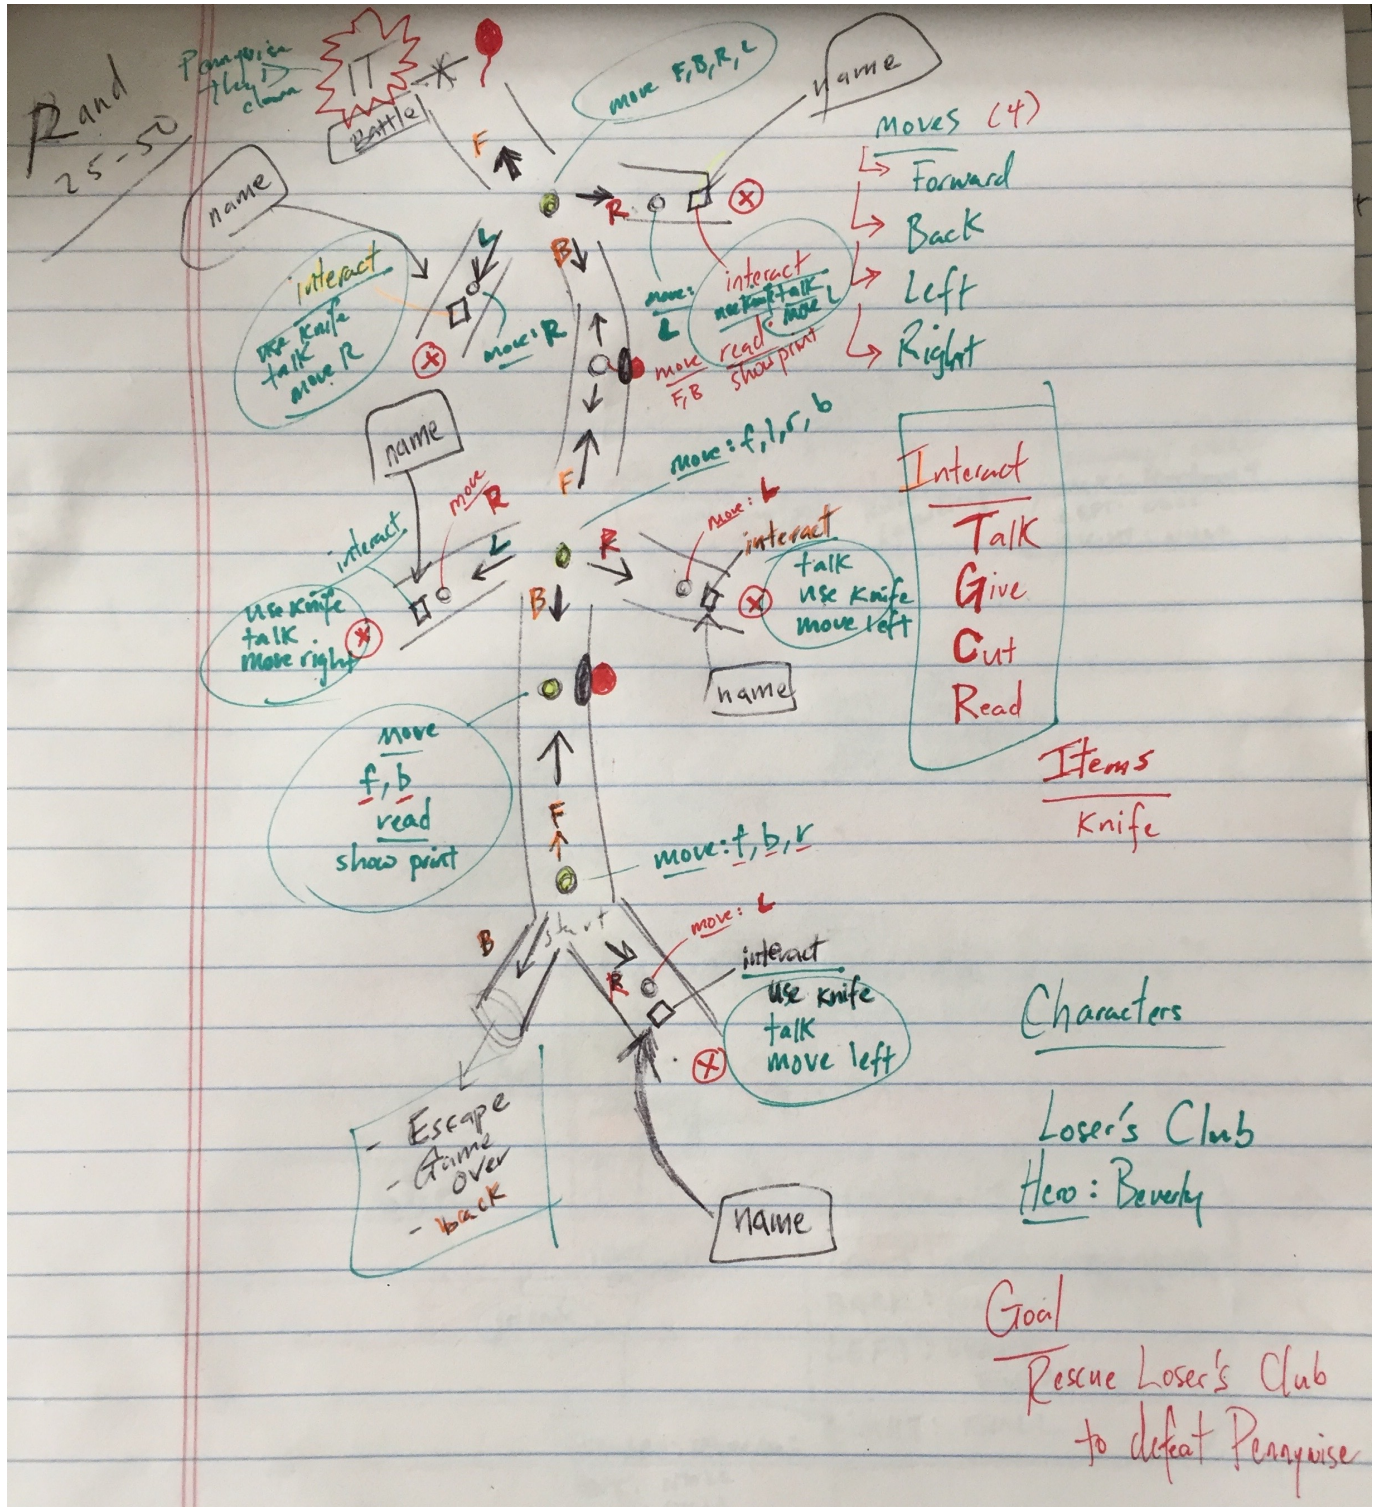 Rand
25-50
Pennywise
the
clown
IT
Battle
F
move F,B,R,L
name
moves (4)
Forward
Back
Left
Right
name
L
B
R
interact
use knife
talk
move R
move: R
move:
L
interact
use knife talk
move L
read
show print
move
F,B
name
move
R
F
move: f,l,r,b
interact
L
R
move: L
interact
talk
use knife
move left
use knife
talk
move right
B
name
Interact
Talk
Give
Cut
Read
Items
Knife
move
f,b
read
show print
F
move: f,b,r
start
B
R
move: L
interact
use knife
talk
move left
- Escape
- Game
over
- back
name
Characters
Loser's Club
Hero: Beverly
Goal
Rescue Loser's Club
to defeat Pennywise